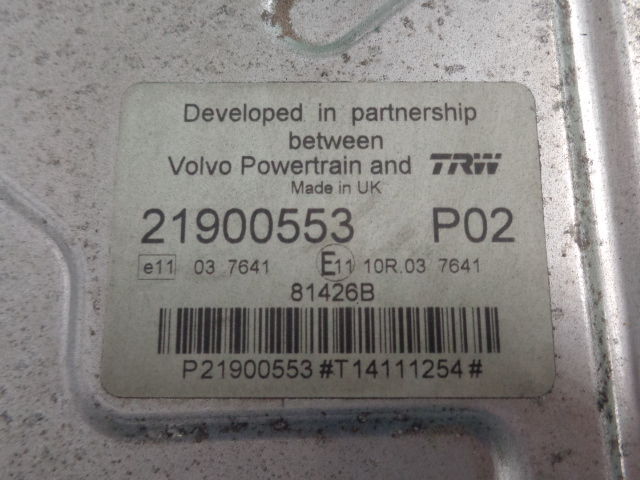 Developed in partnership
between
Volvo Powertrain and TRW
Made in UK
21900553 P02
e11 03 7641 E11 10R.03 7641
81426B
P21900553#T14111254#